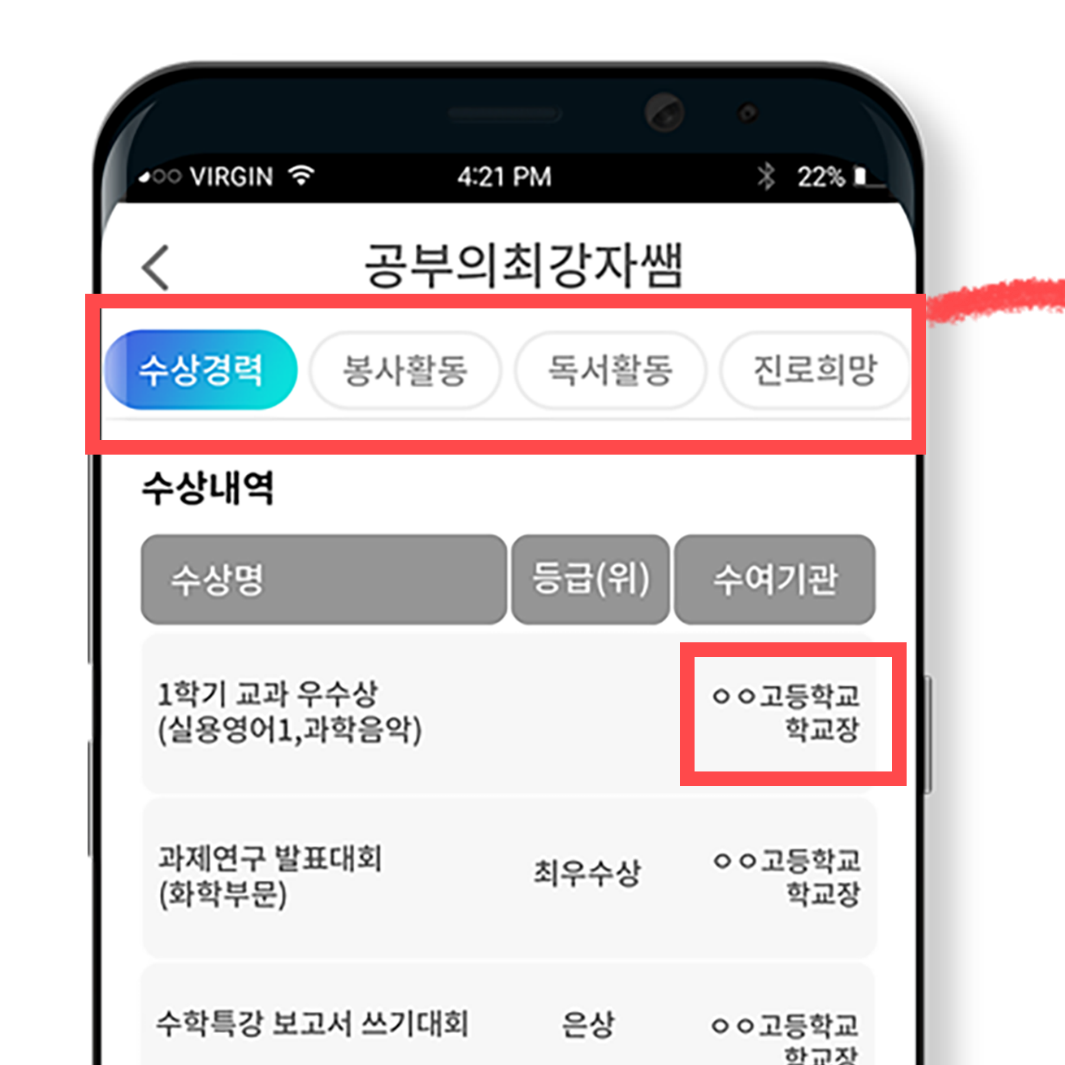 VIRGIN 4:21 PM 22%
공부의최강자쌤
수상경력 봉사활동 독서활동 진로희망
수상내역
수상명 등급(위) 수여기관
1학기 교과 우수상
(실용영어1,과학음악)
ㅇㅇ고등학교
학교장
과제연구 발표대회
(화학부문)
최우수상
ㅇㅇ고등학교
학교장
수학특강 보고서 쓰기대회 은상 ㅇㅇ고등학교
학교장